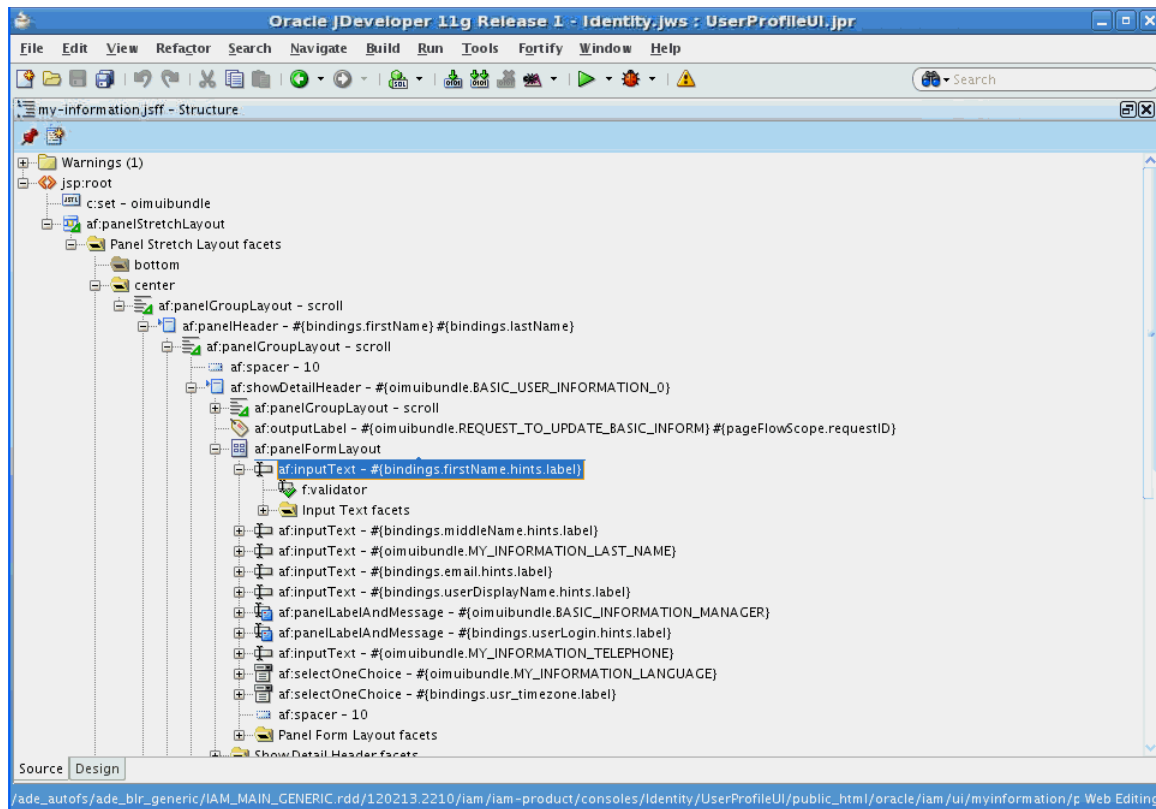 Oracle JDeveloper 11g Release 1 - Identity.jws : UserProfileUI.jpr
File Edit View Refactor Search Navigate Build Run Tools Fortify Window Help
Search
my-information.jsff - Structure
Warnings (1)
jsp:root
c:set - oimuibundle
af:panelStretchLayout
Panel Stretch Layout facets
bottom
center
af:panelGroupLayout - scroll
af:panelHeader - #{bindings.firstName} #{bindings.lastName}
af:panelGroupLayout - scroll
af:spacer - 10
af:showDetailHeader - #{oimuibundle.BASIC_USER_INFORMATION_0}
af:panelGroupLayout - scroll
af:outputLabel - #{oimuibundle.REQUEST_TO_UPDATE_BASIC_INFORM} #{pageFlowScope.requestID}
af:panelFormLayout
af:inputText - #{bindings.firstName.hints.label}
f:validator
Input Text facets
af:inputText - #{bindings.middleName.hints.label}
af:inputText - #{oimuibundle.MY_INFORMATION_LAST_NAME}
af:inputText - #{bindings.email.hints.label}
af:inputText - #{bindings.userDisplayName.hints.label}
af:panelLabelAndMessage - #{oimuibundle.BASIC_INFORMATION_MANAGER}
af:panelLabelAndMessage - #{bindings.userLogin.hints.label}
af:inputText - #{oimuibundle.MY_INFORMATION_TELEPHONE}
af:selectOneChoice - #{oimuibundle.MY_INFORMATION_LANGUAGE}
af:selectOneChoice - #{bindings.usr_timezone.label}
af:spacer - 10
Panel Form Layout facets
Show Detail Header facets
Source Design
/ade_autofs/ade_blr_generic/IAM_MAIN_GENERIC.rdd/120213.2210/iam/iam-product/consoles/Identity/UserProfileUI/public_html/oracle/iam/ui/myinformation/p Web Editing